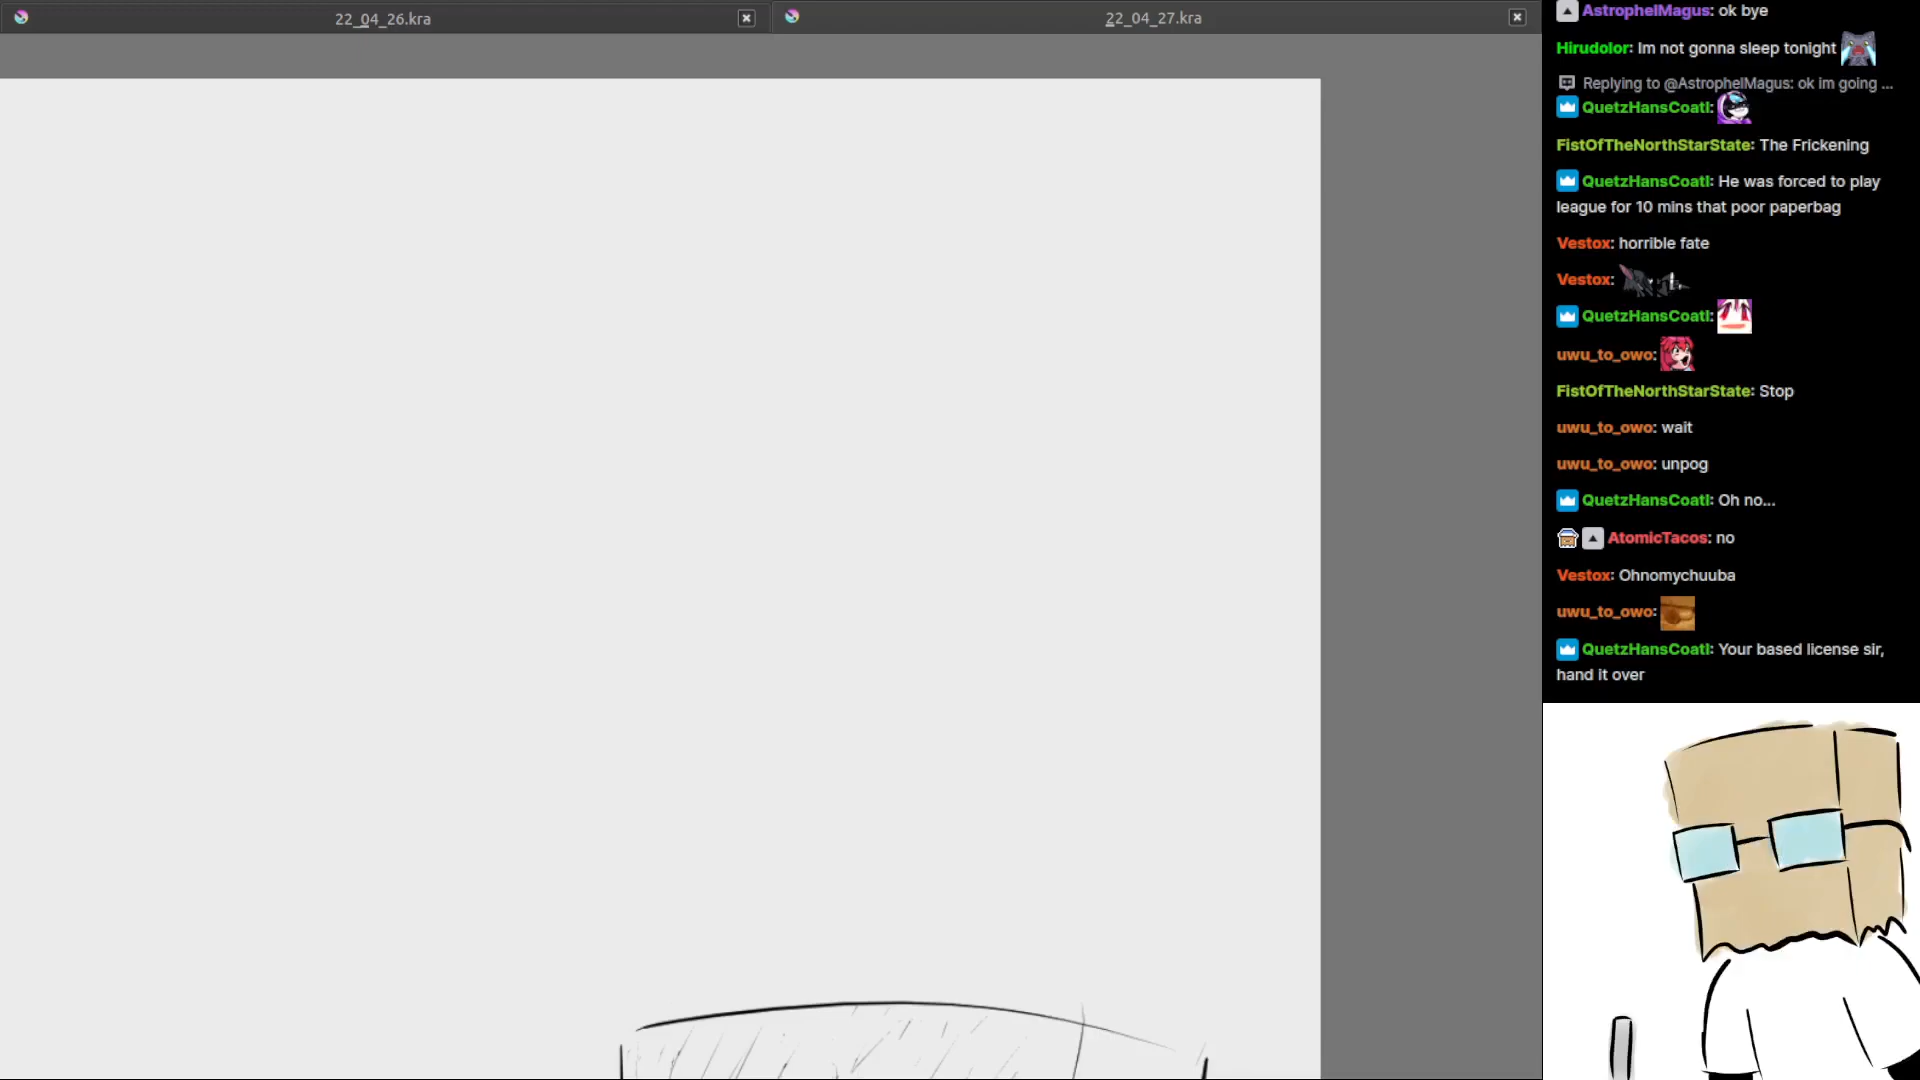 22_04_26.kra
22_04_27.kra
AstrophelMagus: ok bye
Hirudolor: Im not gonna sleep tonight
Replying to @AstrophelMagus: ok im going ...
QuetzHansCoatl:
FistOfTheNorthStarState: The Frickening
QuetzHansCoatl: He was forced to play
league for 10 mins that poor paperbag
Vestox: horrible fate
Vestox:
QuetzHansCoatl:
uwu_to_owo:
FistOfTheNorthStarState: Stop
uwu_to_owo: wait
uwu_to_owo: unpog
QuetzHansCoatl: Oh no...
AtomicTacos: no
Vestox: Ohnomychuuba
uwu_to_owo:
QuetzHansCoatl: Your based license sir,
hand it over